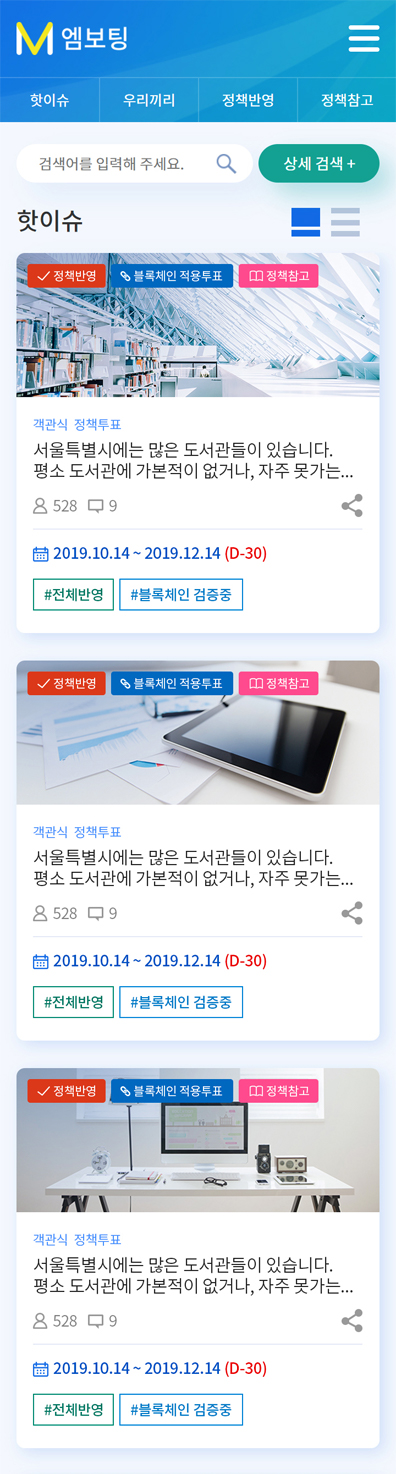 엠보팅
핫이슈 우리끼리 정책반영 정책참고
검색어를 입력해 주세요. 상세 검색 +
핫이슈
정책반영 블록체인 적용투표 정책참고
객관식 정책투표
서울특별시에는 많은 도서관들이 있습니다.
평소 도서관에 가본적이 없거나, 자주 못가는...
528 9
2019.10.14 ~ 2019.12.14 (D-30)
#전체반영 #블록체인 검증중
정책반영 블록체인 적용투표 정책참고
객관식 정책투표
서울특별시에는 많은 도서관들이 있습니다.
평소 도서관에 가본적이 없거나, 자주 못가는...
528 9
2019.10.14 ~ 2019.12.14 (D-30)
#전체반영 #블록체인 검증중
정책반영 블록체인 적용투표 정책참고
객관식 정책투표
서울특별시에는 많은 도서관들이 있습니다.
평소 도서관에 가본적이 없거나, 자주 못가는...
528 9
2019.10.14 ~ 2019.12.14 (D-30)
#전체반영 #블록체인 검증중